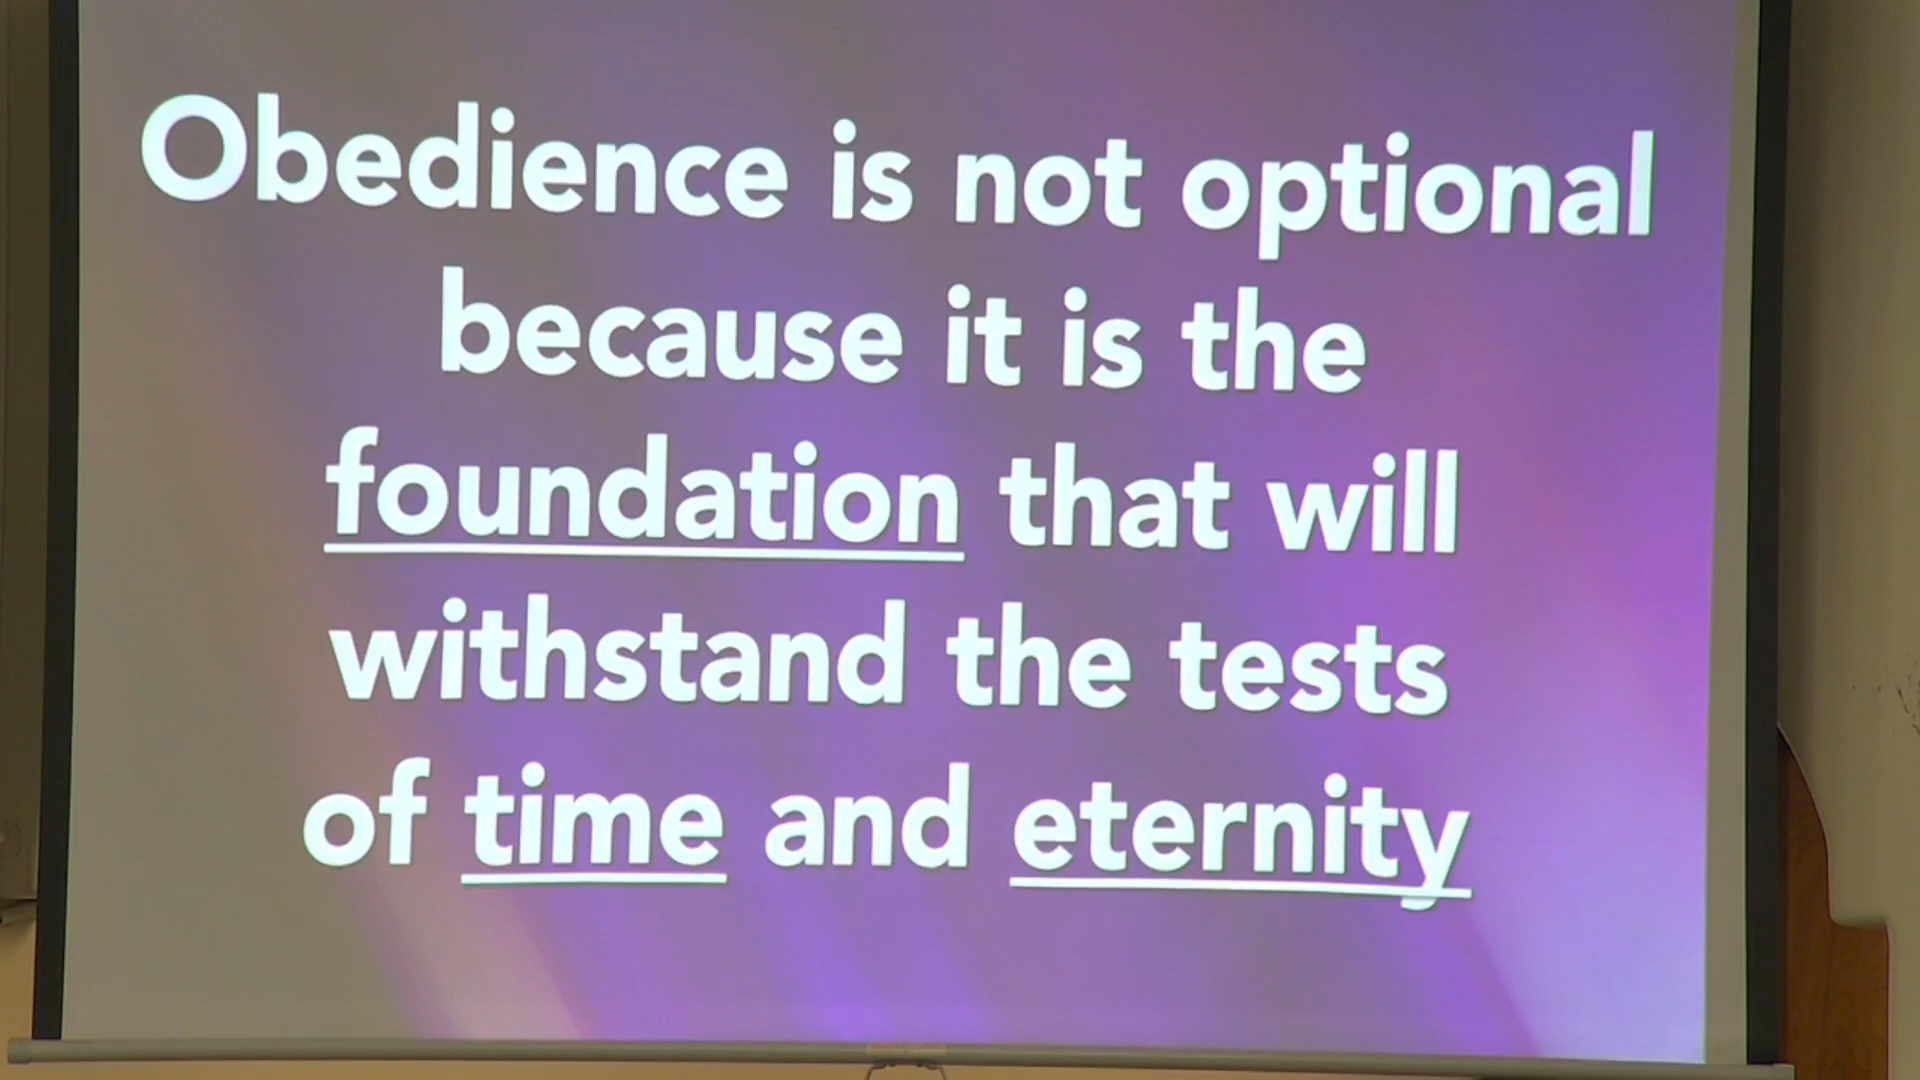 Obedience is not optional
because it is the
foundation that will
withstand the tests
of time and eternity